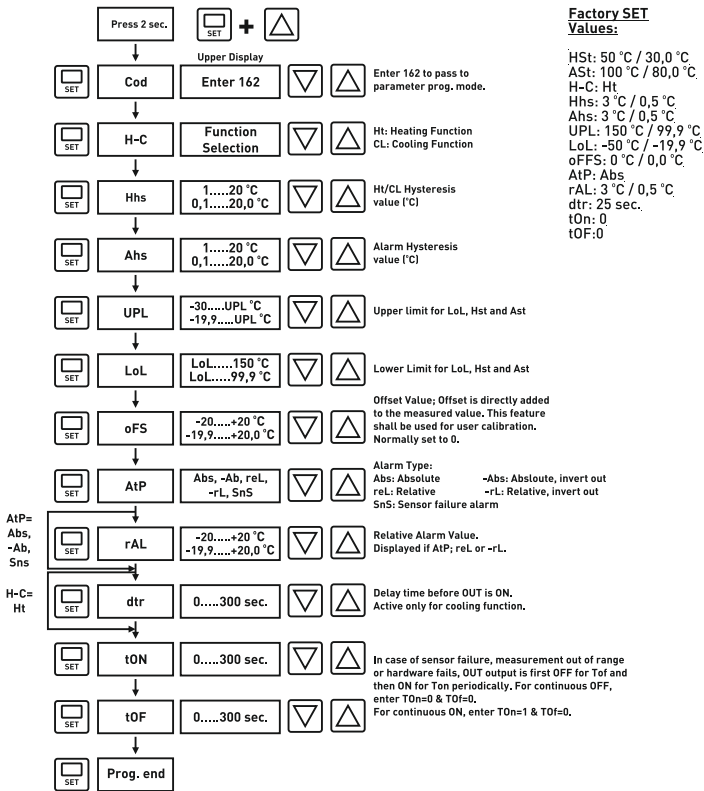 Press 2 sec.
SET
+
Upper Display
SET
Cod
Enter 162
Enter 162 to pass to
parameter prog. mode.
SET
H-C
Function
Selection
Ht: Heating Function
CL: Cooling Function
SET
Hhs
1.....20 °C
0,1.....20,0 °C
Ht/CL Hysteresis
value (°C)
SET
Ahs
1.....20 °C
0,1.....20,0 °C
Alarm Hysteresis
value (°C)
SET
UPL
-30.....UPL °C
-19,9.....UPL °C
Upper limit for LoL, Hst and Ast
SET
LoL
LoL.....150 °C
LoL.....99,9 °C
Lower Limit for LoL, Hst and Ast
SET
oFS
-20.....+20 °C
-19,9.....+20,0 °C
Offset Value; Offset is directly added
to the measured value. This feature
shall be used for user calibration.
Normally set to 0.
SET
AtP
Abs, -Ab, reL,
-rL, SnS
Alarm Type:
Abs: Absolute -Abs: Absloute, invert out
reL: Relative -rL: Relative, invert out
SnS: Sensor failure alarm
AtP=
Abs,
-Ab,
Sns
SET
rAL
-20.....+20 °C
-19,9.....+20,0 °C
Relative Alarm Value.
Displayed if AtP; reL or -rL.
H-C=
Ht
SET
dtr
0.....300 sec.
Delay time before OUT is ON.
Active only for cooling function.
SET
tON
0.....300 sec.
In case of sensor failure, measurement out of range
or hardware fails, OUT output is first OFF for Tof and
then ON for Ton periodically. For continuous OFF,
enter TOn=0 & TOf=0.
For continuous ON, enter TOn=1 & TOf=0.
SET
tOF
0.....300 sec.
SET
Prog. end
Factory SET
Values:
HSt: 50 °C / 30,0 °C
ASt: 100 °C / 80,0 °C
H-C: Ht
Hhs: 3 °C / 0,5 °C
Ahs: 3 °C / 0,5 °C
UPL: 150 °C / 99,9 °C
LoL: -50 °C / -19,9 °C
oFFS: 0 °C / 0,0 °C
AtP: Abs
rAL: 3 °C / 0,5 °C
dtr: 25 sec.
tOn: 0
tOF:0